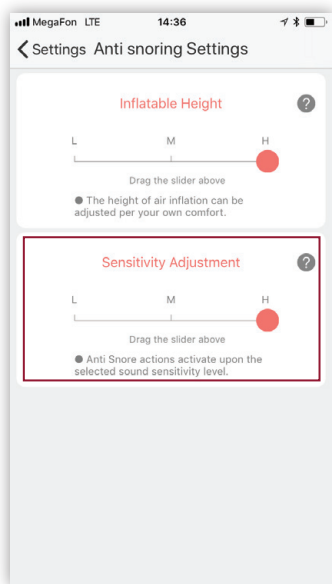 MegaFon LTE 14:36
Settings Anti snoring Settings
Inflatable Height ?
L M H
Drag the slider above
● The height of air inflation can be
adjusted per your own comfort.
Sensitivity Adjustment ?
L M H
Drag the slider above
● Anti Snore actions activate upon the
selected sound sensitivity level.